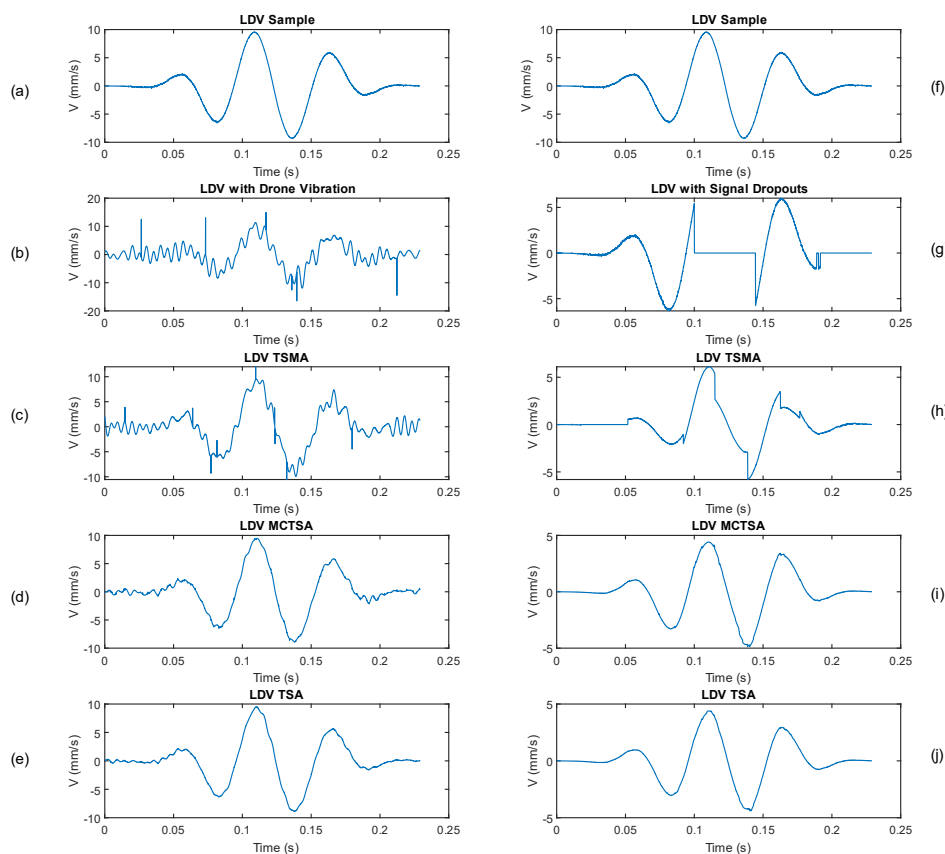 LDV Sample
(a)
V (mm/s)
10
5
0
-5
-10
0
0.05
0.1
0.15
0.2
0.25
Time (s)
LDV Sample
(f)
V (mm/s)
10
5
0
-5
-10
0
0.05
0.1
0.15
0.2
0.25
Time (s)
LDV with Drone Vibration
(b)
V (mm/s)
20
10
0
-10
-20
0
0.05
0.1
0.15
0.2
0.25
Time (s)
LDV with Signal Dropouts
(g
V (mm/s)
5
0
-5
0
0.05
0.1
0.15
0.2
0.25
Time (s)
LDV TSMA
(c)
V (mm/s)
10
5
0
-5
-10
0
0.05
0.1
0.15
0.2
0.25
Time (s)
LDV TSMA
(h)
V (mm/s)
5
0
-5
0
0.05
0.1
0.15
0.2
0.25
Time (s)
LDV MCTSA
(d)
V (mm/s)
10
5
0
-5
-10
0
0.05
0.1
0.15
0.2
0.25
Time (s)
LDV MCTSA
(i)
V (mm/s)
5
0
-5
0
0.05
0.1
0.15
0.2
0.25
Time (s)
LDV TSA
(e)
V (mm/s)
10
5
0
-5
-10
0
0.05
0.1
0.15
0.2
0.25
Time (s)
LDV TSA
(j)
V (mm/s)
5
0
-5
0
0.05
0.1
0.15
0.2
0.25
Time (s)